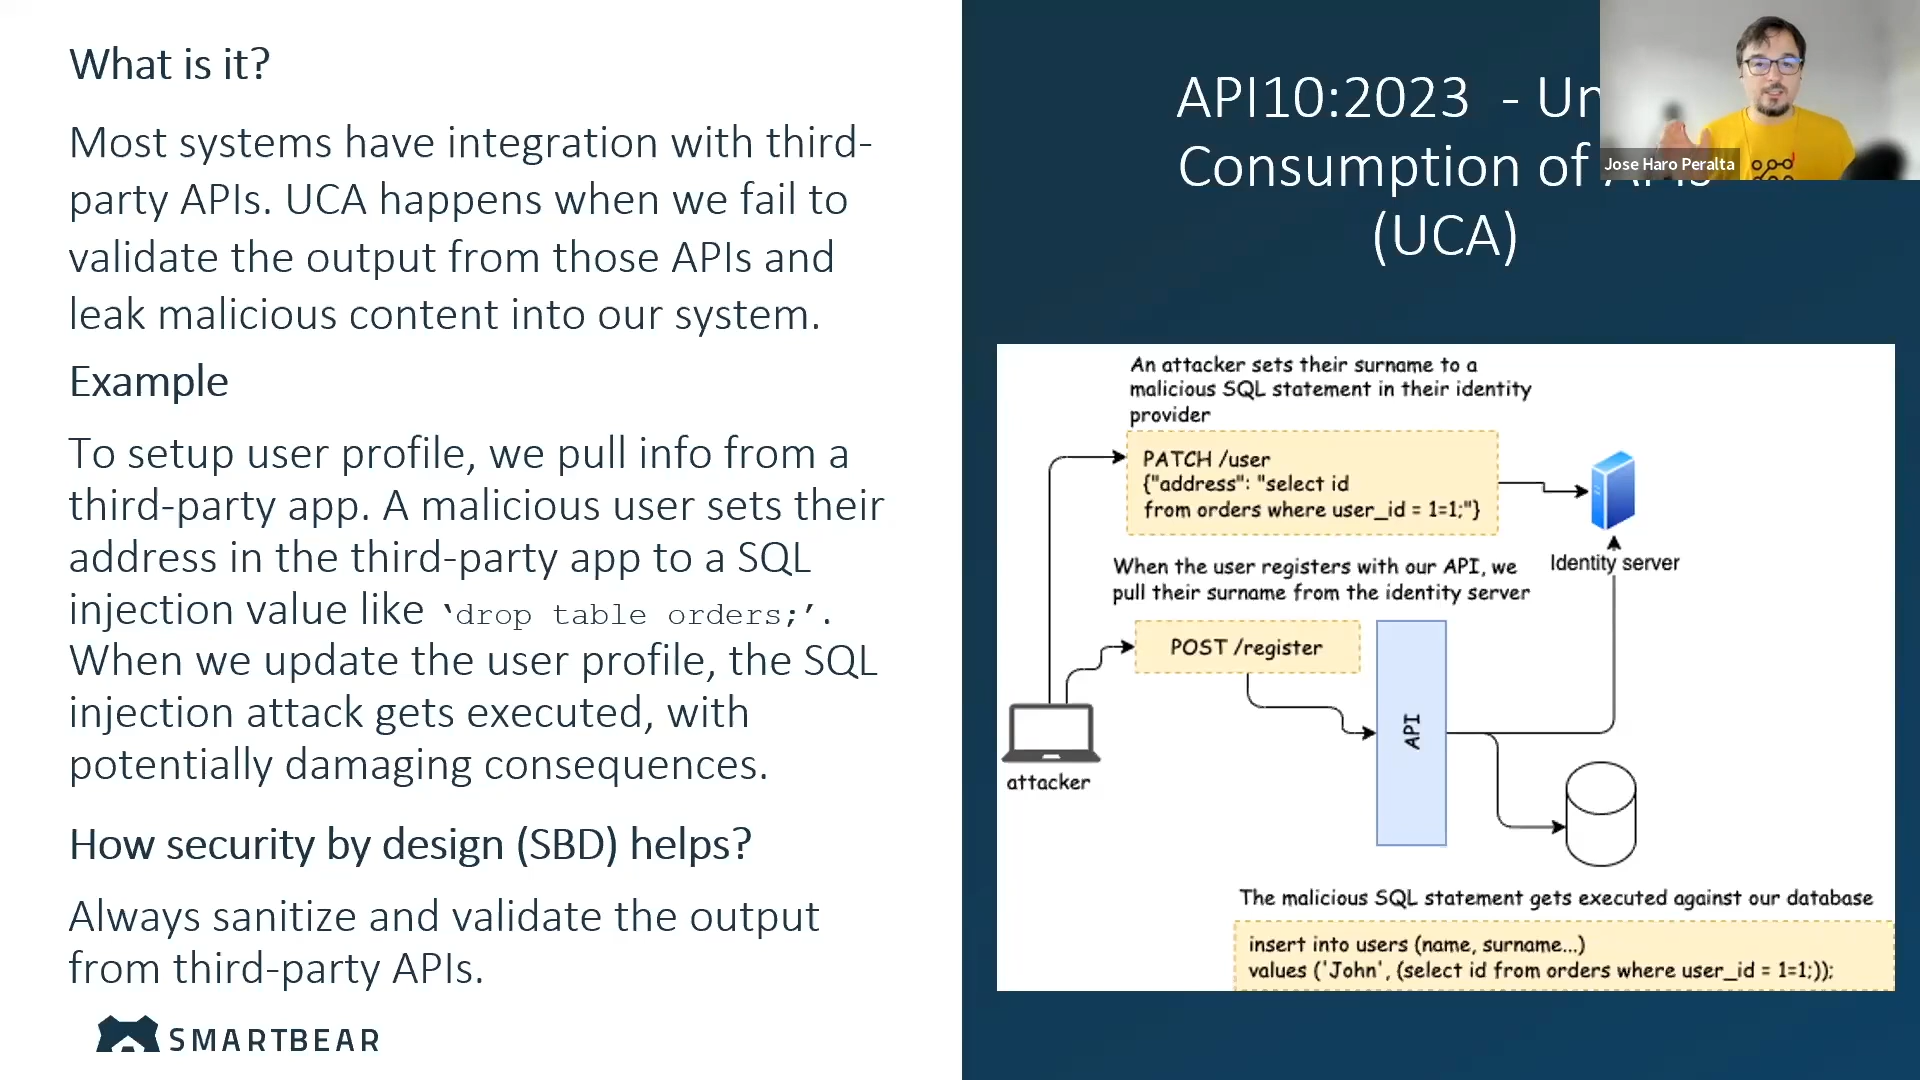 What is it?
Most systems have integration with third-
party APIs. UCA happens when we fail to
validate the output from those APIs and
leak malicious content into our system.
Example
To setup user profile, we pull info from a
third-party app. A malicious user sets their
address in the third-party app to a SQL
injection value like ‘drop table orders;’.
When we update the user profile, the SQL
injection attack gets executed, with
potentially damaging consequences.
How security by design (SBD) helps?
Always sanitize and validate the output
from third-party APIs.
SMARTBEAR
API10:2023 - Un
Consumption of APIs
(UCA)
Jose Haro Peralta
An attacker sets their surname to a
malicious SQL statement in their identity
provider
PATCH /user
{"address": "select id
from orders where user_id = 1=1;"}
Identity server
When the user registers with our API, we
pull their surname from the identity server
POST /register
API
attacker
The malicious SQL statement gets executed against our database
insert into users (name, surname...)
values ('John', (select id from orders where user_id = 1=1;));